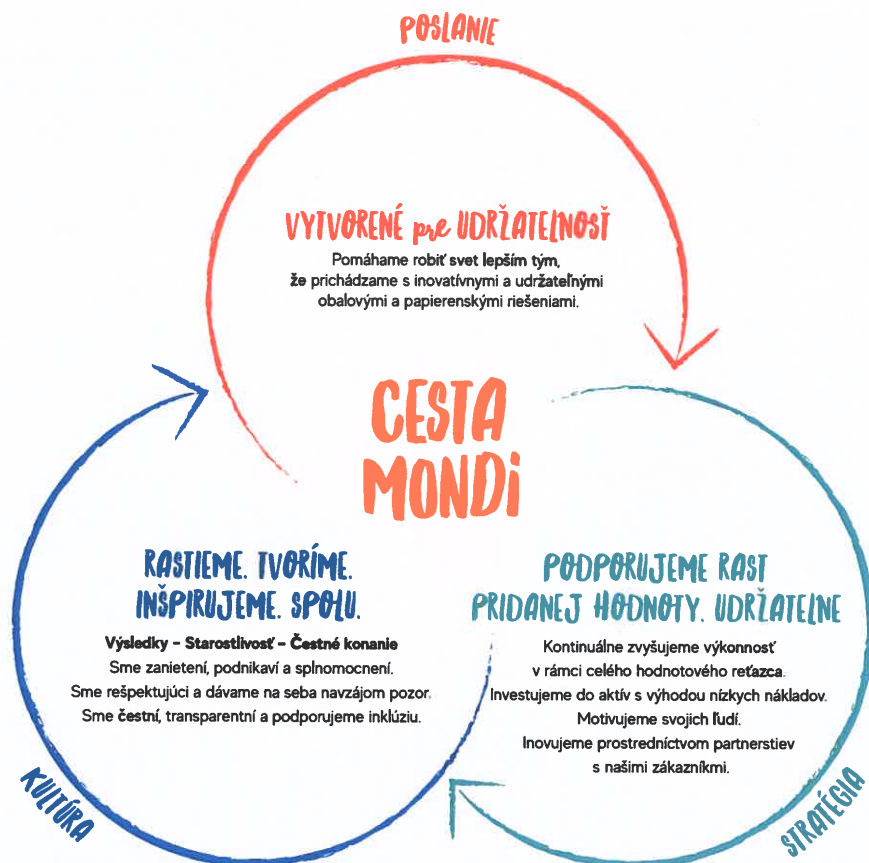 POSLANIE
VYTVORENÉ pre UDRŽATEĽNOSŤ
Pomáhame robiť svet lepším tým,
že prichádzame s inovatívnymi a udržateľnými
obalovými a papierenskými riešeniami.
CESTA
MONDi
RASTIEME. TVORÍME.
INŠPIRUJEME. SPOLU.
Výsledky – Starostlivosť – Čestné konanie
Sme zanietení, podnikaví a splnomocnení.
Sme rešpektujúci a dávame na seba navzájom pozor.
Sme čestní, transparentní a podporujeme inklúziu.
KULTÚRA
PODPORUJEME RAST
PRIDANEJ HODNOTY. UDRŽATEĽNE
Kontinuálne zvyšujeme výkonnosť
v rámci celého hodnotového reťazca.
Investujeme do aktív s výhodou nízkych nákladov.
Motivujeme svojich ľudí.
Inovujeme prostredníctvom partnerstiev
s našimi zákazníkmi.
STRATÉGIA